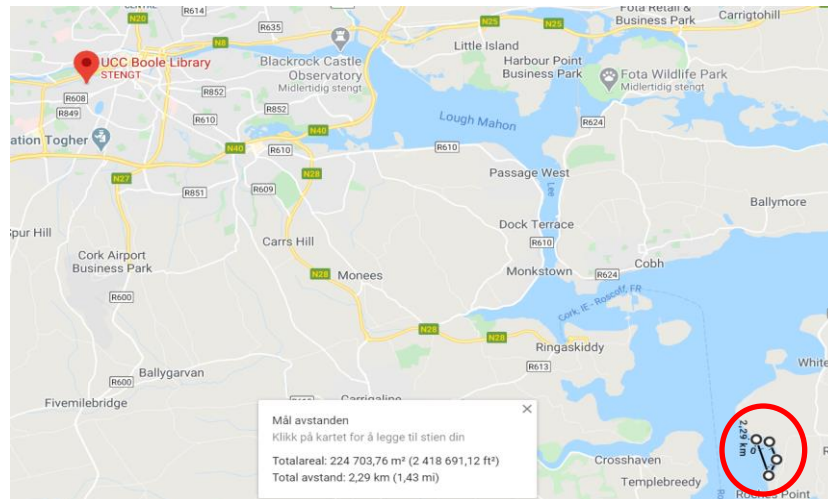 R614
N20
R635
N8
N25
N25
Fota Retail &
Business Park
Carrigtohill
UCC Boole Library
STENGT
Blackrock Castle
Observatory
Midlertidig stengt
Little Island
Harbour Point
Business Park
Fota Wildlife Park
Midlertidig stengt
R608
R852
R849
R852
R610
ation Togher
N40
Lough Mahon
R624
N40
R610
R610
N27
N28
Passage West
R851
R609
Lee
Ballymore
Spur Hill
Dock Terrace
Carrs Hill
R610
Cork Airport
Business Park
Cobh
N28
Monees
Monkstown
R624
R600
Cork, IE - Roscoff, FR
N28
N28
Ringaskiddy
R613
White
Ballygarvan
R600
Fivemilebridge
Carrigaline
Mål avstanden
Klikk på kartet for å legge til stien din
Totalareal: 224 703,76 m² (2 418 691,12 ft²)
Total avstand: 2,29 km (1,43 mi)
2,29 km
0
Crosshaven
Templebreedy
Roches Point